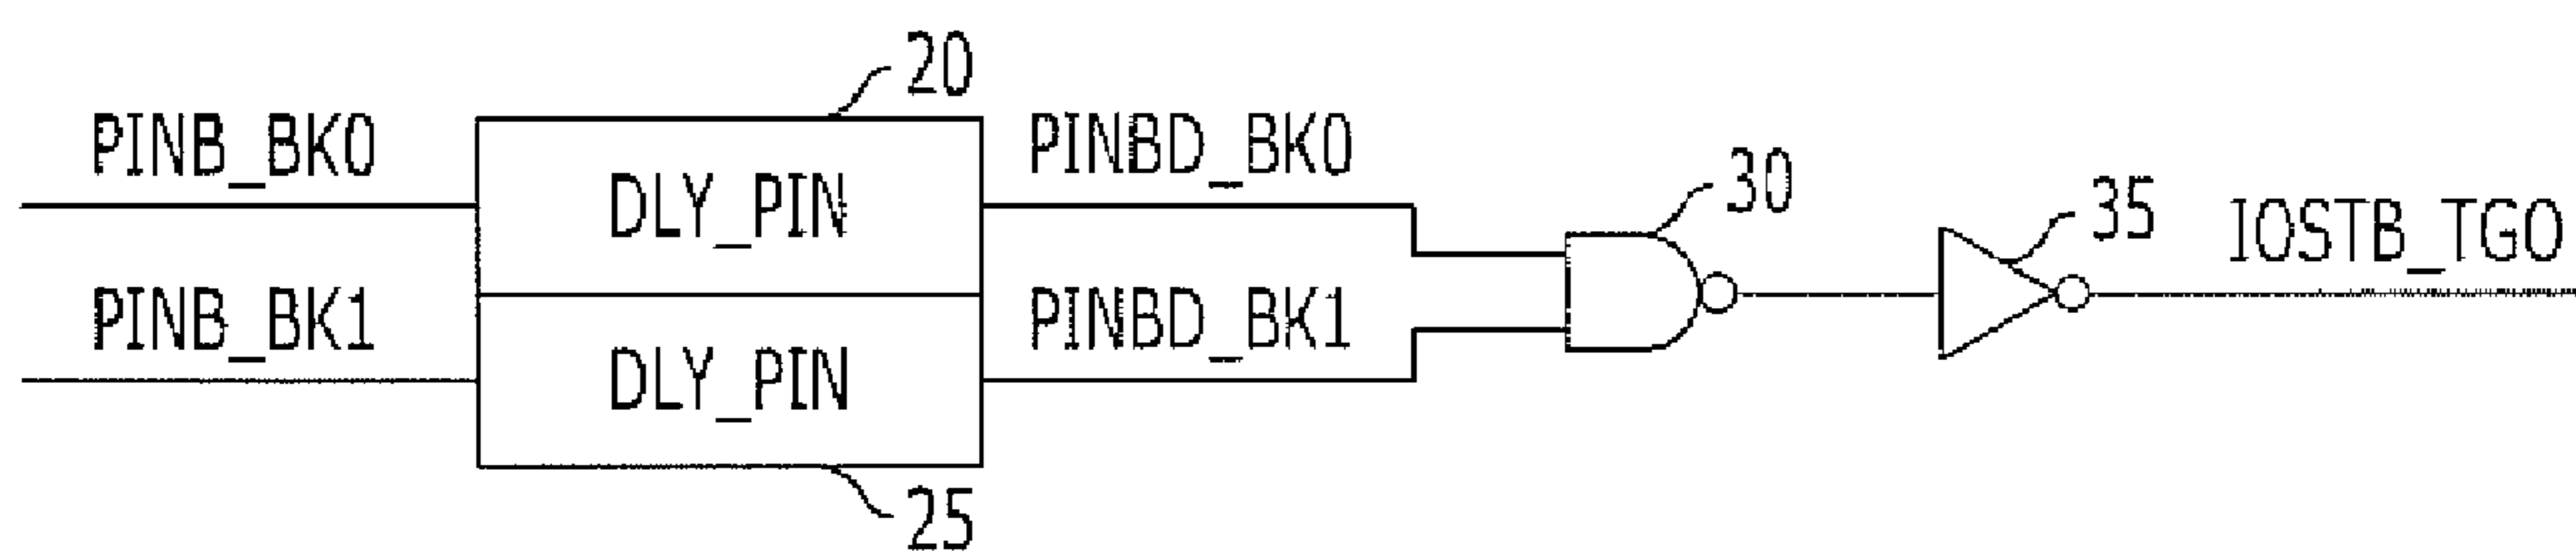 20
PINB_BK0
DLY_PIN
PINBD_BK0
30
35
IOSTB_TGO
PINB_BK1
DLY_PIN
PINBD_BK1
25